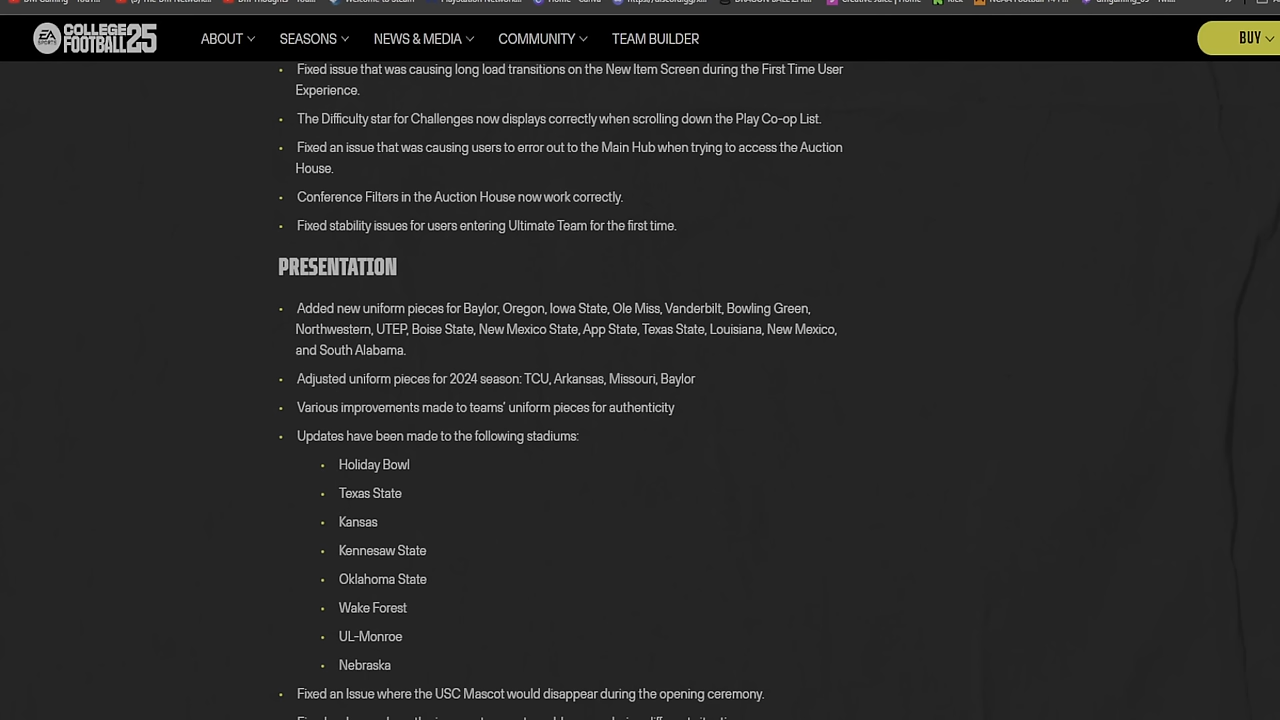 EA SPORTS COLLEGE FOOTBALL 25 ABOUT SEASONS NEWS & MEDIA COMMUNITY TEAM BUILDER BUY
• Fixed issue that was causing long load transitions on the New Item Screen during the First Time User
Experience.
• The Difficulty star for Challenges now displays correctly when scrolling down the Play Co-op List.
• Fixed an issue that was causing users to error out to the Main Hub when trying to access the Auction
House.
• Conference Filters in the Auction House now work correctly.
• Fixed stability issues for users entering Ultimate Team for the first time.
PRESENTATION
• Added new uniform pieces for Baylor, Oregon, Iowa State, Ole Miss, Vanderbilt, Bowling Green,
Northwestern, UTEP, Boise State, New Mexico State, App State, Texas State, Louisiana, New Mexico,
and South Alabama.
• Adjusted uniform pieces for 2024 season: TCU, Arkansas, Missouri, Baylor
• Various improvements made to teams' uniform pieces for authenticity
• Updates have been made to the following stadiums:
• Holiday Bowl
• Texas State
• Kansas
• Kennesaw State
• Oklahoma State
• Wake Forest
• UL-Monroe
• Nebraska
• Fixed an Issue where the USC Mascot would disappear during the opening ceremony.